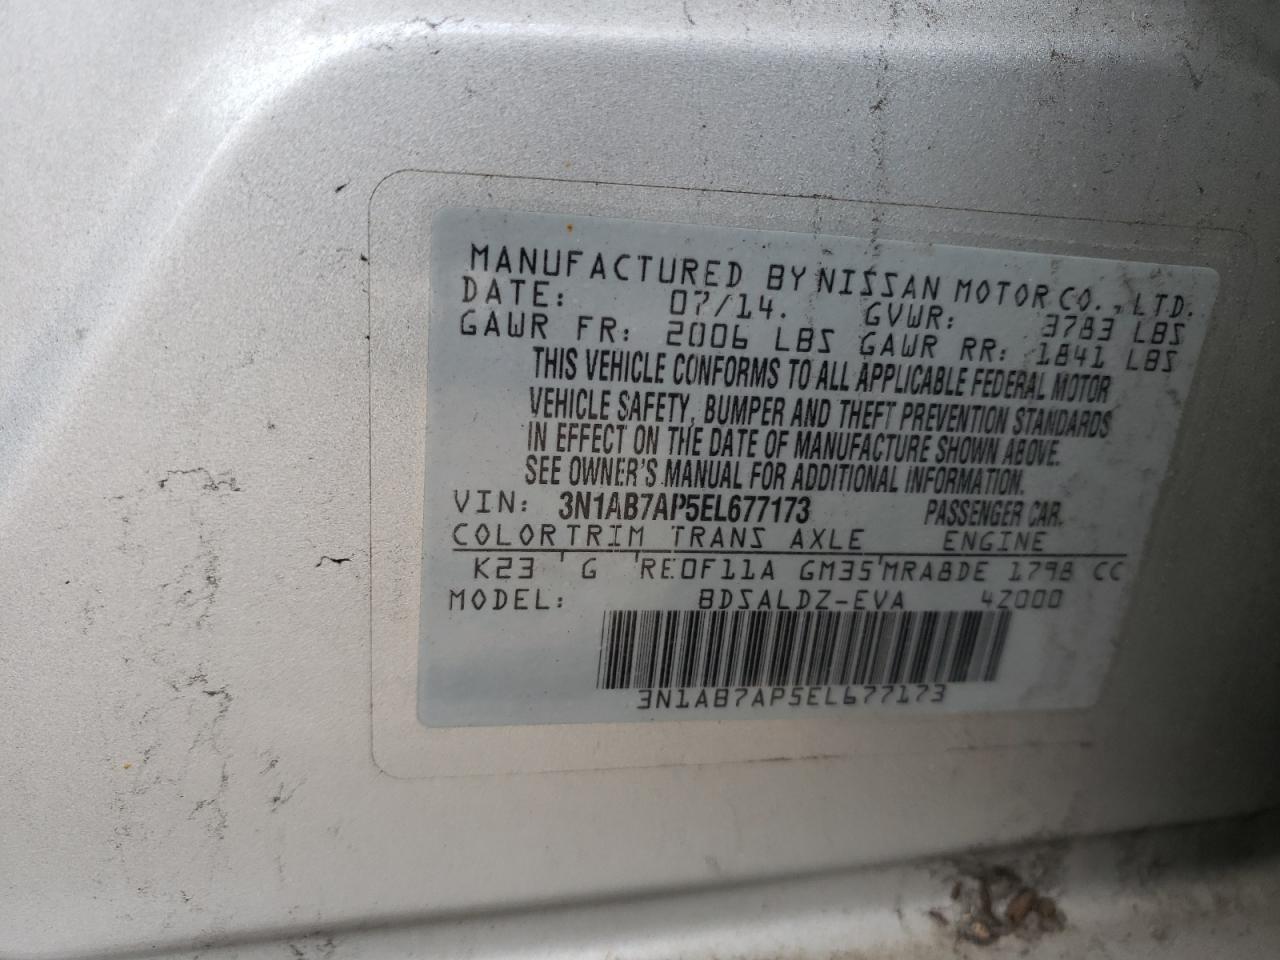 MANUFACTURED BY NISSAN MOTOR CO., LTD.
DATE: 07/14. GVWR: 3783 LBS
GAWR FR: 2006 LBS GAWR RR: 1841 LBS
THIS VEHICLE CONFORMS TO ALL APPLICABLE FEDERAL MOTOR
VEHICLE SAFETY, BUMPER AND THEFT PREVENTION STANDARDS
IN EFFECT ON THE DATE OF MANUFACTURE SHOWN ABOVE.
SEE OWNER'S MANUAL FOR ADDITIONAL INFORMATION.
VIN: 3N1AB7AP5EL677173 PASSENGER CAR.
COLOR TRIM TRANS AXLE ENGINE
K23 G RE0F11A GM35 MRA8DE 1798 CC
MODEL: BDSALDZ-EVA 4Z000
3N1AB7AP5EL677173